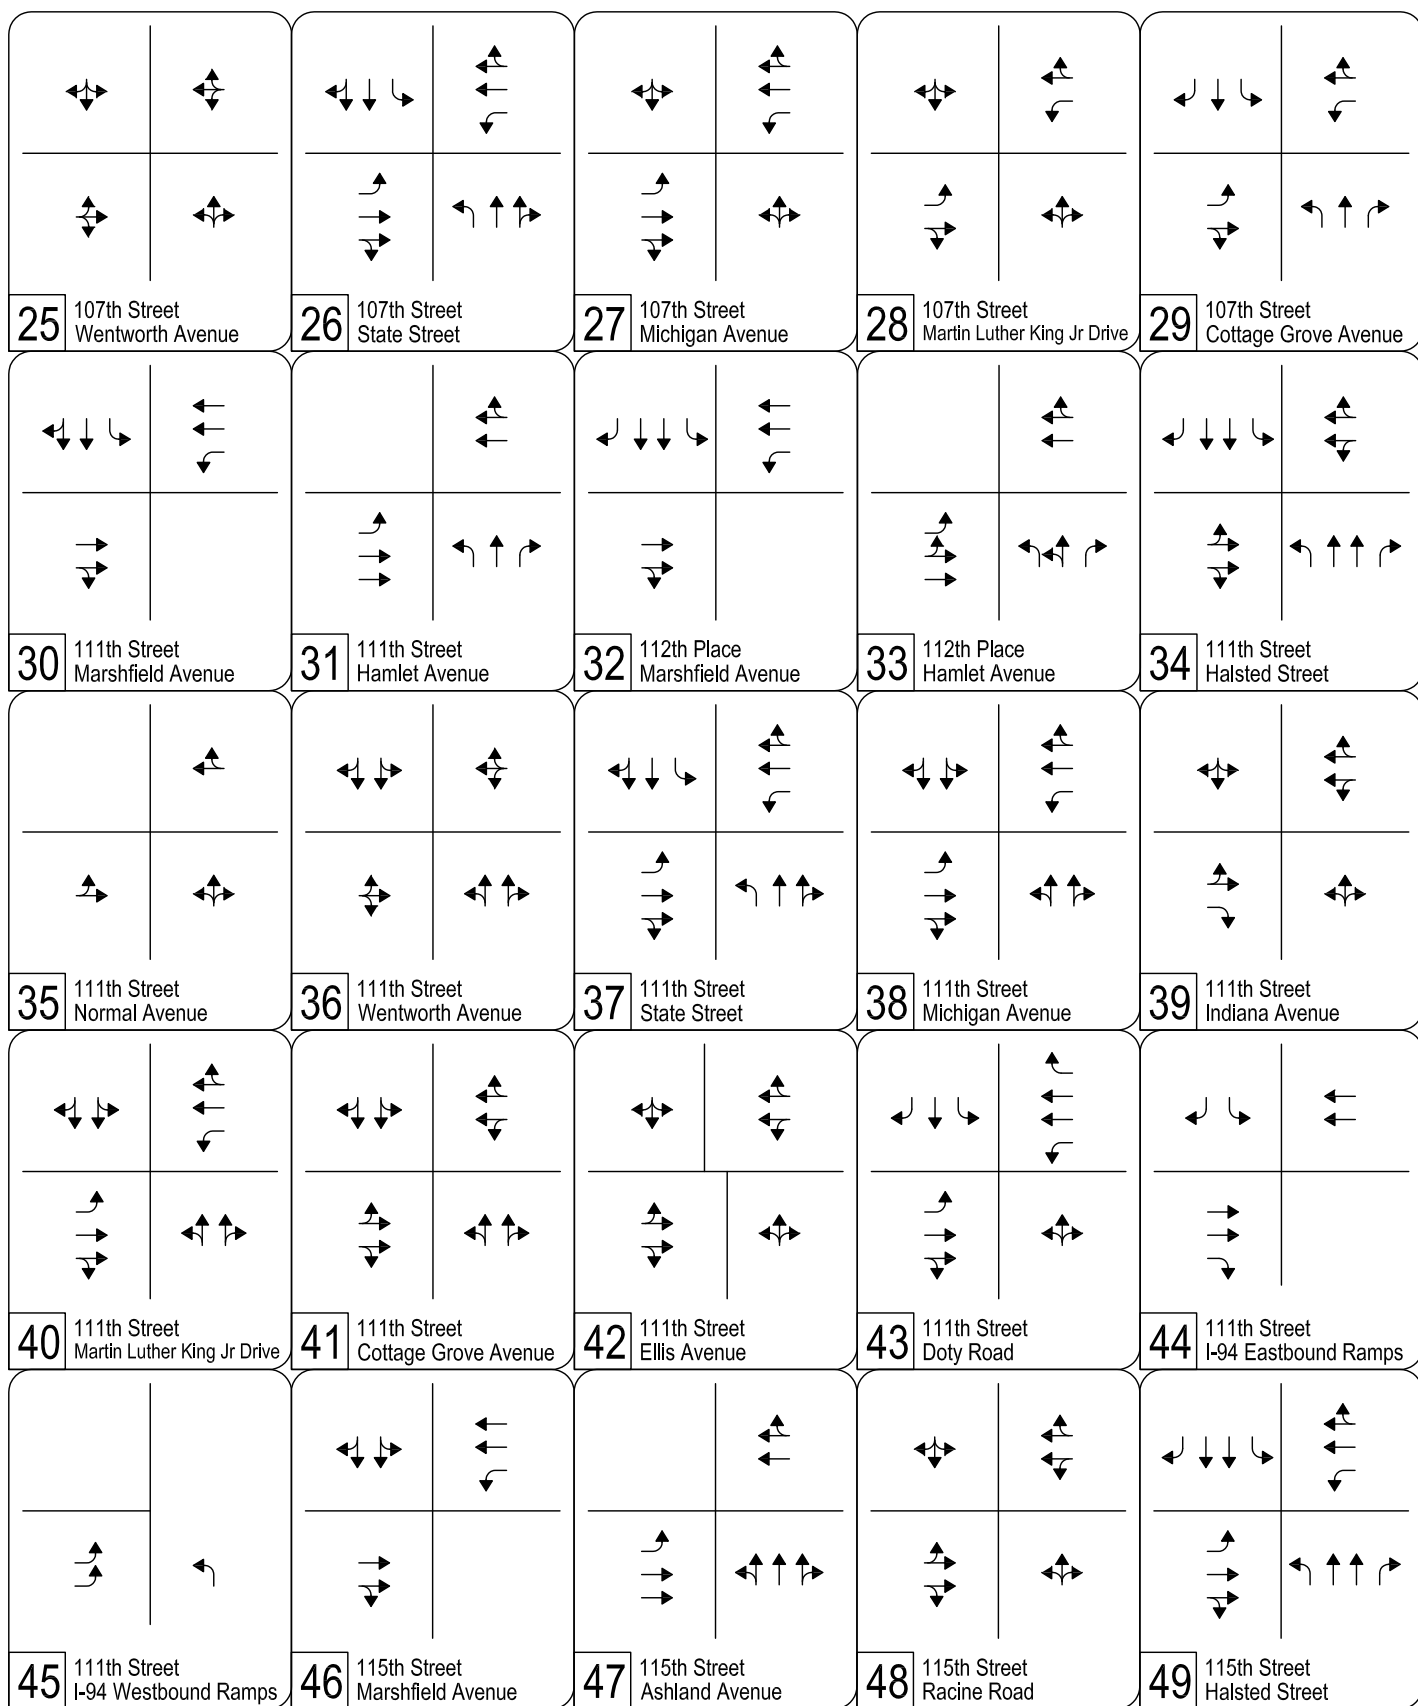 25
107th Street
Wentworth Avenue
26
107th Street
State Street
27
107th Street
Michigan Avenue
28
107th Street
Martin Luther King Jr Drive
29
107th Street
Cottage Grove Avenue
30
111th Street
Marshfield Avenue
31
111th Street
Hamlet Avenue
32
112th Place
Marshfield Avenue
33
112th Place
Hamlet Avenue
34
111th Street
Halsted Street
35
111th Street
Normal Avenue
36
111th Street
Wentworth Avenue
37
111th Street
State Street
38
111th Street
Michigan Avenue
39
111th Street
Indiana Avenue
40
111th Street
Martin Luther King Jr Drive
41
111th Street
Cottage Grove Avenue
42
111th Street
Ellis Avenue
43
111th Street
Doty Road
44
111th Street
I-94 Eastbound Ramps
45
111th Street
I-94 Westbound Ramps
46
115th Street
Marshfield Avenue
47
115th Street
Ashland Avenue
48
115th Street
Racine Road
49
115th Street
Halsted Street